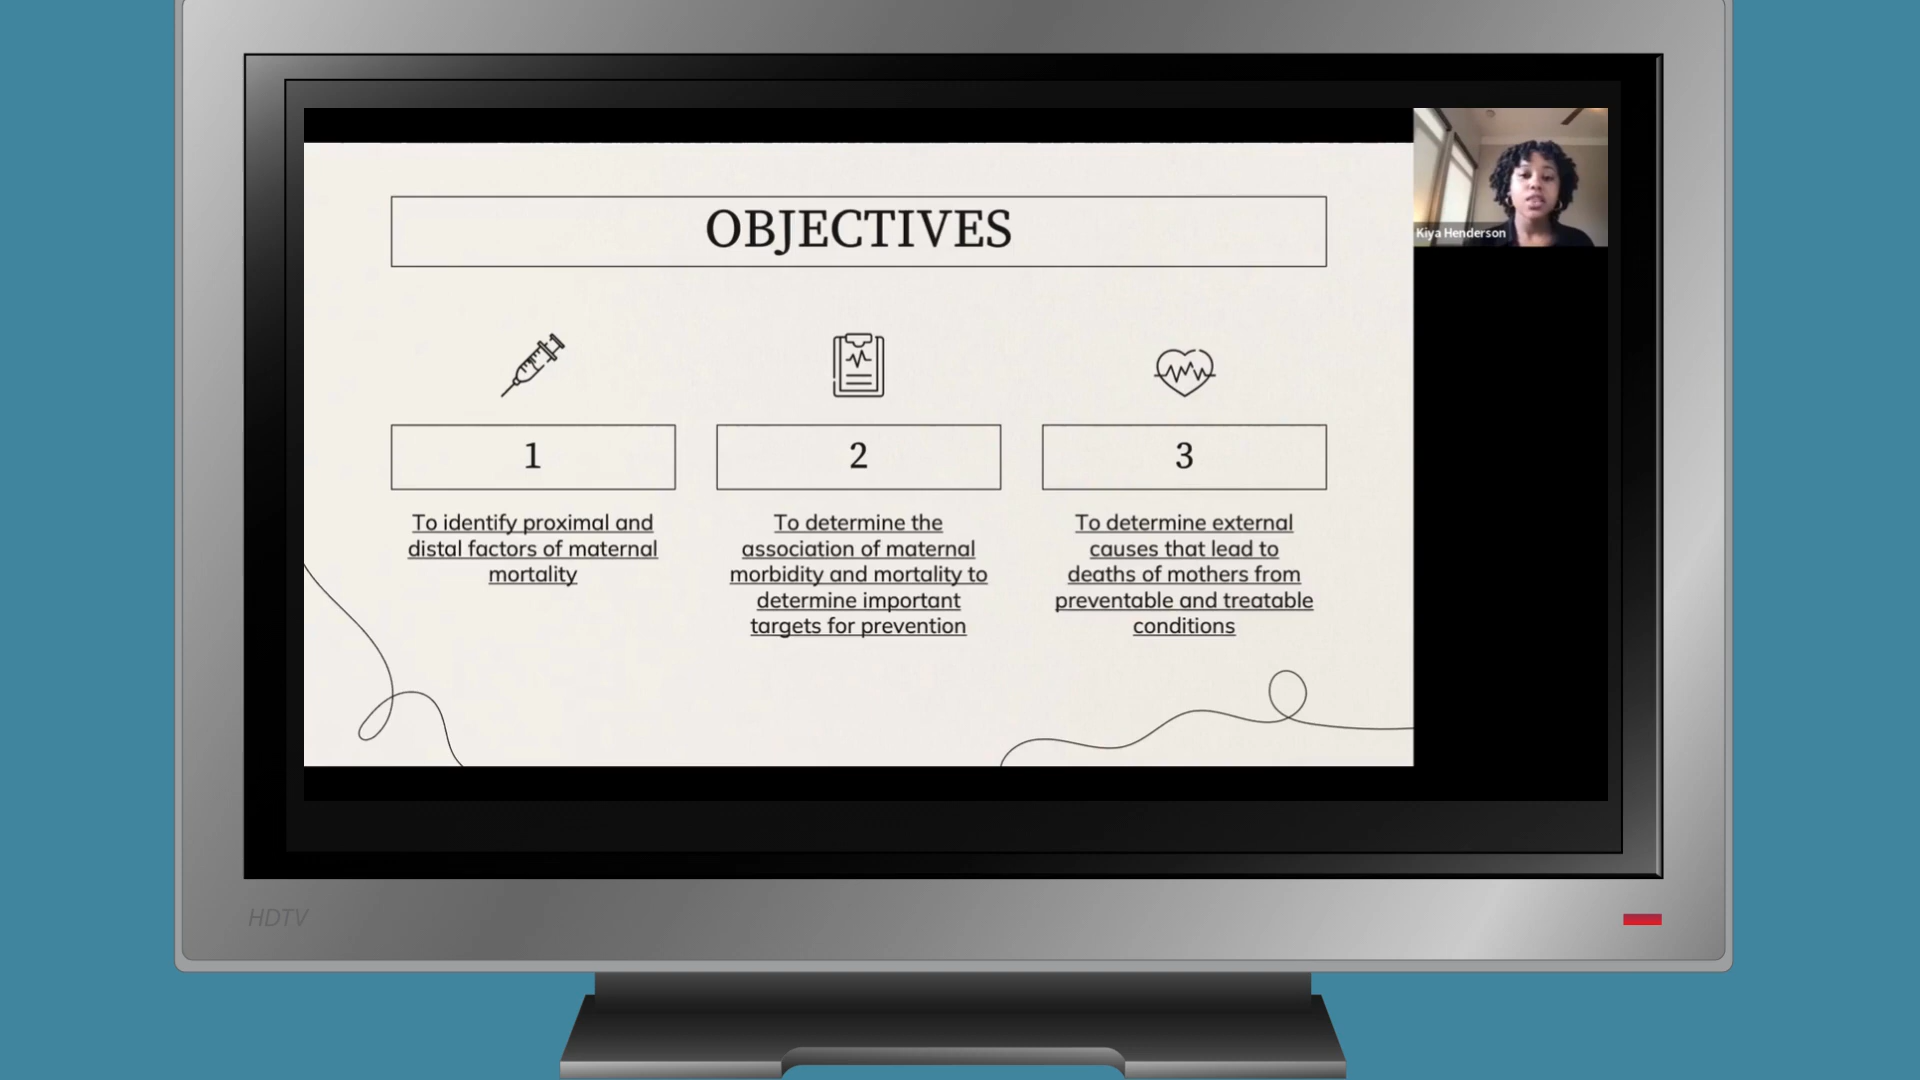 OBJECTIVES
Kiya Henderson
1
To identify proximal and
distal factors of maternal
mortality
2
To determine the
association of maternal
morbidity and mortality to
determine important
targets for prevention
3
To determine external
causes that lead to
deaths of mothers from
preventable and treatable
conditions
HDTV